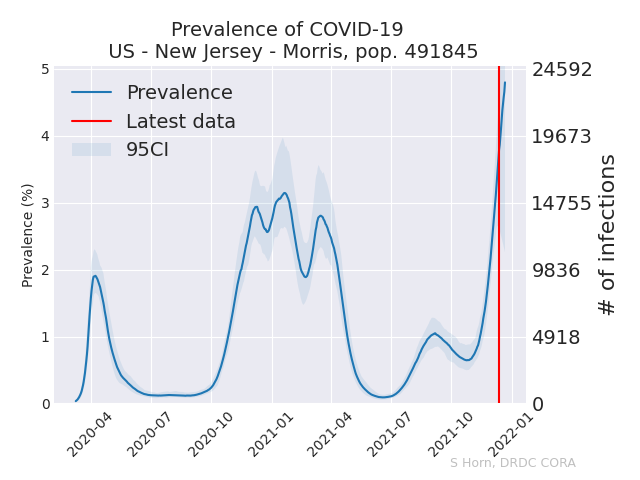 Prevalence of COVID-19
US - New Jersey - Morris, pop. 491845
Prevalence
Latest data
95CI
Prevalence (%)
5
4
3
2
1
0
24592
19673
14755
9836
4918
0
# of infections
2020-04
2020-07
2020-10
2021-01
2021-04
2021-07
2021-10
2022-01
S Horn, DRDC CORA